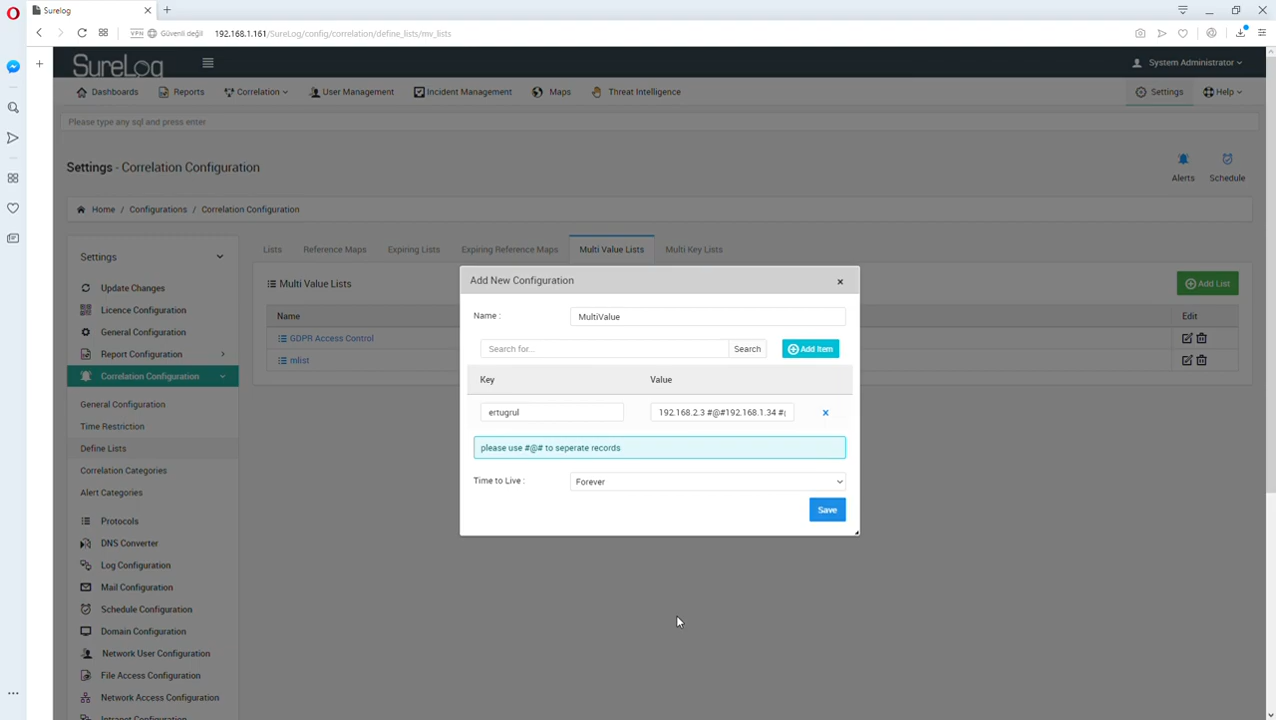 Surelog
VPN Güvenli değil 192.168.1.161/SureLog/config/correlation/define_lists/mv_lists
SureLog
System Administrator
Dashboards Reports Correlation User Management Incident Management Maps Threat Intelligence Settings Help
Please type any sql and press enter
Settings - Correlation Configuration
Alerts Schedule
Home / Configurations / Correlation Configuration
Settings
Update Changes
Licence Configuration
General Configuration
Report Configuration
Correlation Configuration
General Configuration
Time Restriction
Define Lists
Correlation Categories
Alert Categories
Protocols
DNS Converter
Log Configuration
Mail Configuration
Schedule Configuration
Domain Configuration
Network User Configuration
File Access Configuration
Network Access Configuration
Intranet Configuration
Lists Reference Maps Expiring Lists Expiring Reference Maps Multi Value Lists Multi Key Lists
Multi Value Lists
Add List
Name Edit
GDPR Access Control
mlist
Add New Configuration
Name : MultiValue
Search for... Search Add Item
Key Value
ertugrul 192.168.2.3 #@#192.168.1.34 #
please use #@# to seperate records
Time to Live : Forever
Save